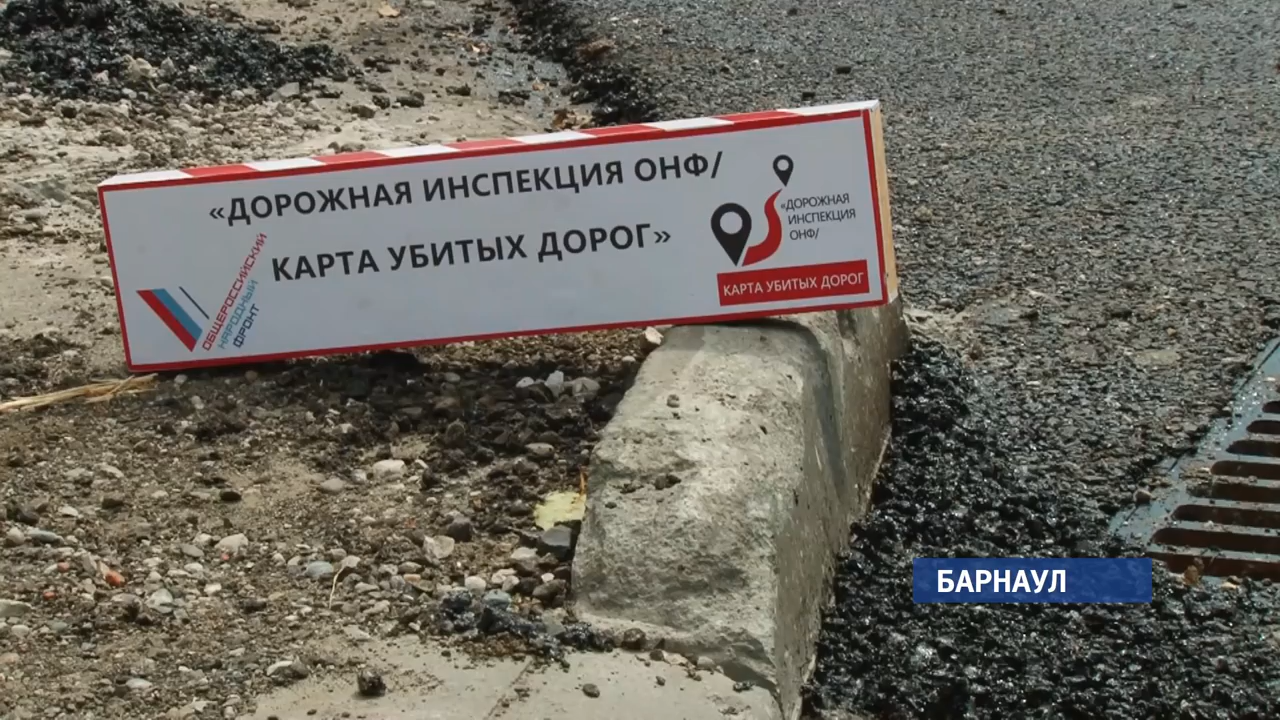 «ДОРОЖНАЯ ИНСПЕКЦИЯ ОНФ/
КАРТА УБИТЫХ ДОРОГ»
ОБЩЕРОССИЙСКИЙ
НАРОДНЫЙ
ФРОНТ
«ДОРОЖНАЯ
ИНСПЕКЦИЯ
ОНФ/
КАРТА УБИТЫХ ДОРОГ
БАРНАУЛ